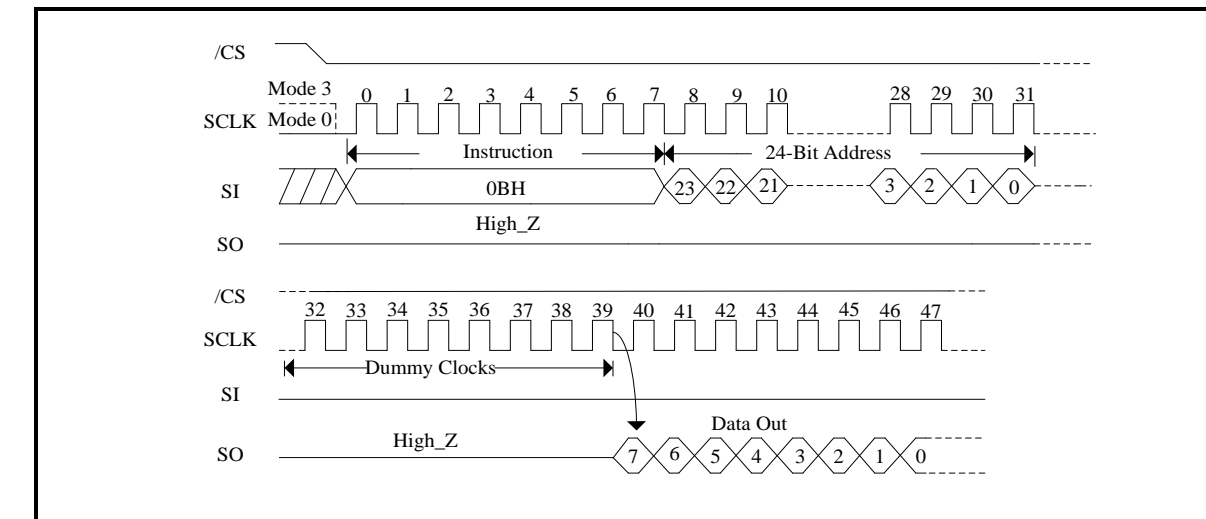 /CS
Mode 3
0 1 2 3 4 5 6 7 8 9 10 28 29 30 31
SCLK Mode 0
Instruction 24-Bit Address
SI 0BH 23 22 21 3 2 1 0
High_Z
SO
/CS
32 33 34 35 36 37 38 39 40 41 42 43 44 45 46 47
SCLK
Dummy Clocks
SI
Data Out
High_Z
SO 7 6 5 4 3 2 1 0